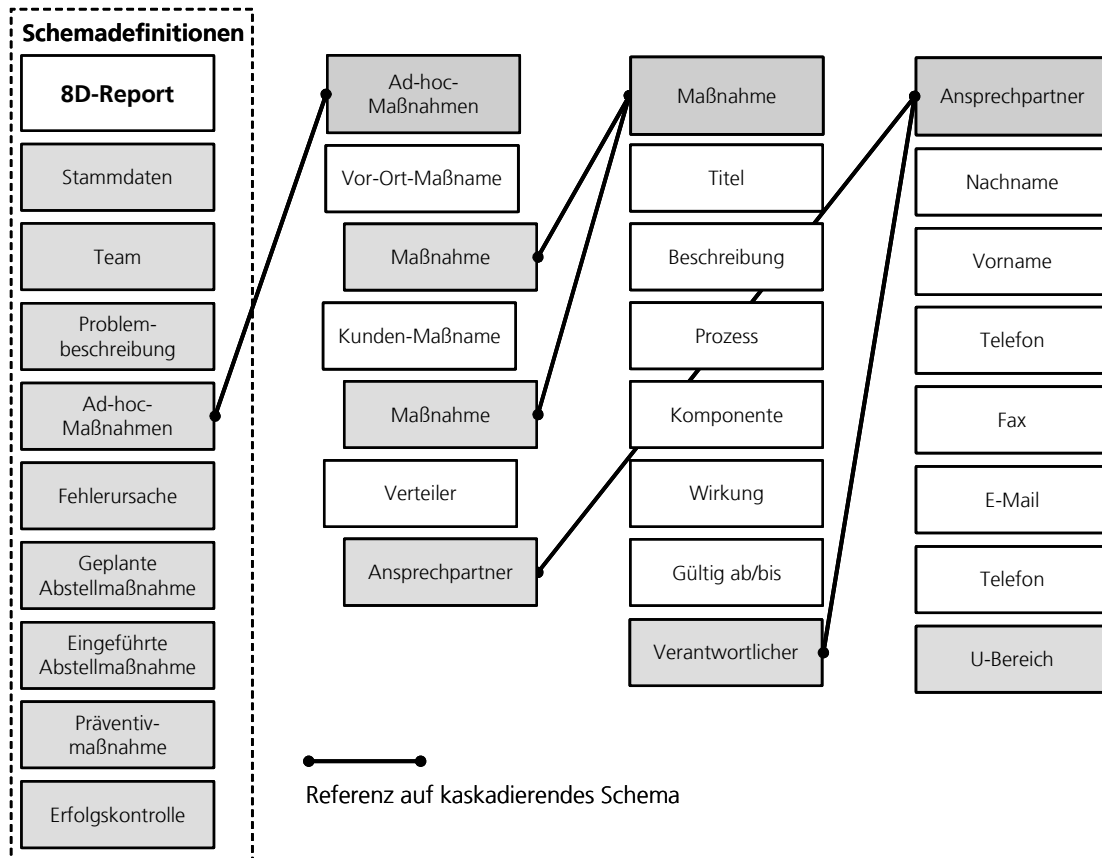 Schemadefinitionen
8D-Report
Stammdaten
Team
Problem-
beschreibung
Ad-hoc-
Maßnahmen
Fehlerursache
Geplante
Abstellmaßnahme
Eingeführte
Abstellmaßnahme
Präventiv-
maßnahme
Erfolgskontrolle
Ad-hoc-
Maßnahmen
Vor-Ort-Maßname
Maßnahme
Kunden-Maßname
Maßnahme
Verteiler
Ansprechpartner
Maßnahme
Titel
Beschreibung
Prozess
Komponente
Wirkung
Gültig ab/bis
Verantwortlicher
Ansprechpartner
Nachname
Vorname
Telefon
Fax
E-Mail
Telefon
U-Bereich
Referenz auf kaskadierendes Schema